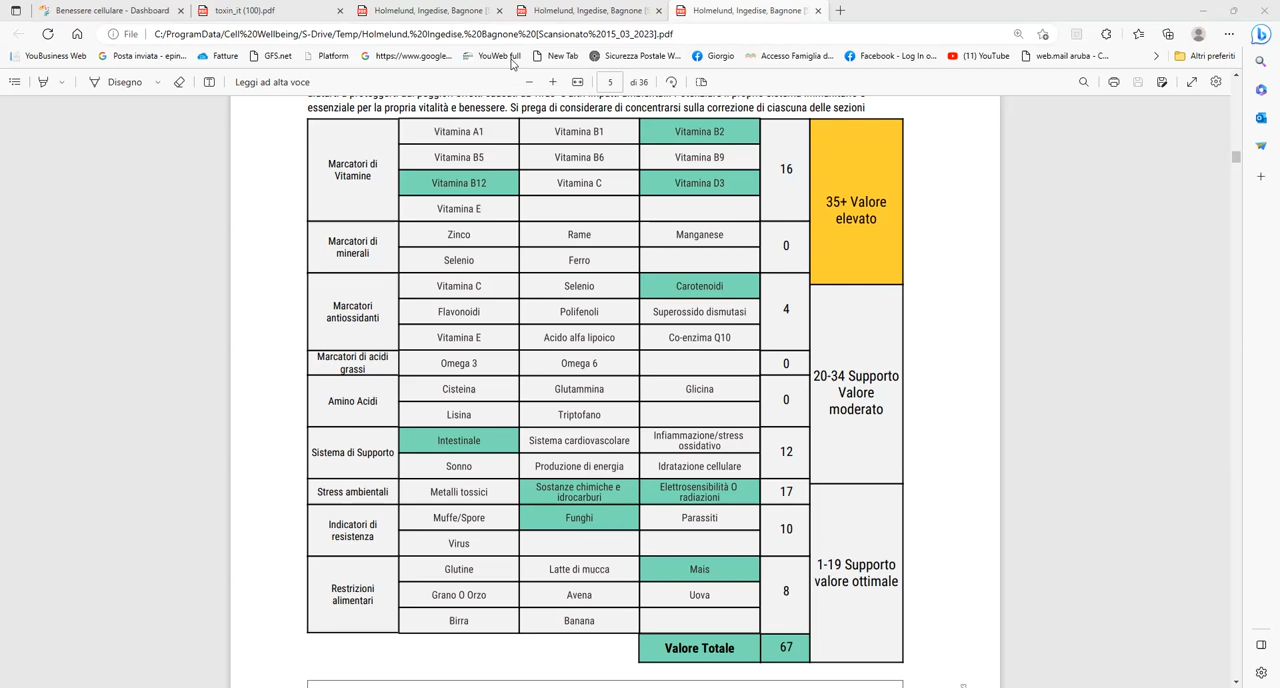 Benessere cellulare - Dashboard
toxin_it (100).pdf
Holmelund, Ingedise, Bagnone [S
Holmelund, Ingedise, Bagnone [S
Holmelund, Ingedise, Bagnone [S
File
C:/ProgramData/Cell%20Wellbeing/S-Drive/Temp/Holmelund,%20Ingedise,%20Bagnone%20[Scansionato%2015_03_2023].pdf
YouBusiness Web
Posta inviata - epin...
Fatture
GFS.net
Platform
https://www.google...
YouWeb full
New Tab
Sicurezza Postale W...
Giorgio
Accesso Famiglia d...
Facebook - Log In o...
(11) YouTube
web.mail aruba - C...
Altri preferiti
Disegno
Leggi ad alta voce
5 di 36
essenziale per la propria vitalità e benessere. Si prega di considerare di concentrarsi sulla correzione di ciascuna delle sezioni
Marcatori di Vitamine
Vitamina A1
Vitamina B1
Vitamina B2
Vitamina B5
Vitamina B6
Vitamina B9
Vitamina B12
Vitamina C
Vitamina D3
Vitamina E
16
Marcatori di minerali
Zinco
Rame
Manganese
Selenio
Ferro
0
Marcatori antiossidanti
Vitamina C
Selenio
Carotenoidi
Flavonoidi
Polifenoli
Superossido dismutasi
Vitamina E
Acido alfa lipoico
Co-enzima Q10
4
Marcatori di acidi grassi
Omega 3
Omega 6
0
Amino Acidi
Cisteina
Glutammina
Glicina
Lisina
Triptofano
0
Sistema di Supporto
Intestinale
Sistema cardiovascolare
Infiammazione/stress ossidativo
Sonno
Produzione di energia
Idratazione cellulare
12
Stress ambientali
Metalli tossici
Sostanze chimiche e idrocarburi
Elettrosensibilità O radiazioni
17
Indicatori di resistenza
Muffe/Spore
Funghi
Parassiti
Virus
10
Restrizioni alimentari
Glutine
Latte di mucca
Mais
Grano O Orzo
Avena
Uova
Birra
Banana
8
Valore Totale
67
35+ Valore elevato
20-34 Supporto Valore moderato
1-19 Supporto valore ottimale